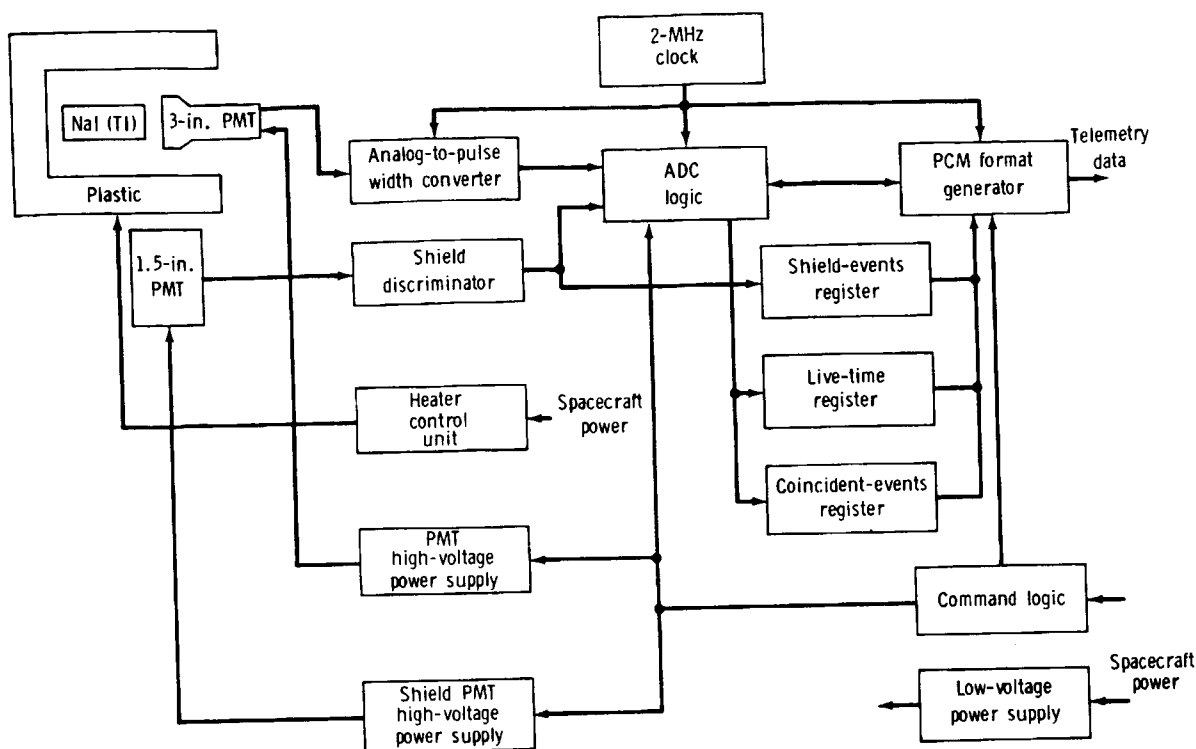 2-MHz
clock
NaI (Tl)
3-in. PMT
Analog-to-pulse
width converter
ADC
logic
PCM format
generator
Telemetry
data
Plastic
1.5-in.
PMT
Shield
discriminator
Shield-events
register
Live-time
register
Heater
control
unit
Spacecraft
power
Coincident-events
register
PMT
high-voltage
power supply
Command logic
Shield PMT
high-voltage
power supply
Low-voltage
power supply
Spacecraft
power